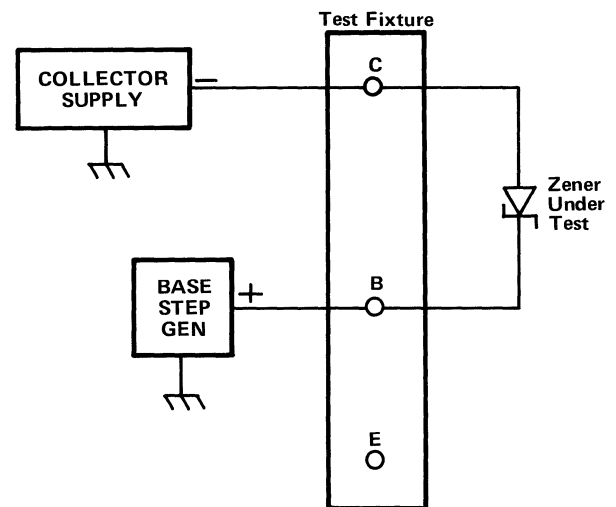 Test Fixture
COLLECTOR
SUPPLY
−
C
Zener
Under
Test
BASE
STEP
GEN
+
B
E